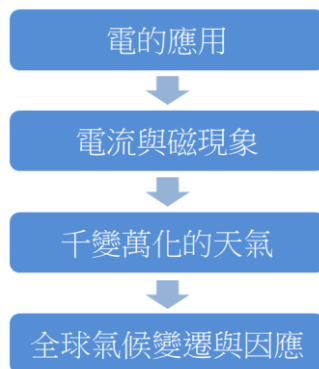 電的應用
電流與磁現象
千變萬化的天氣
全球氣候變遷與因應